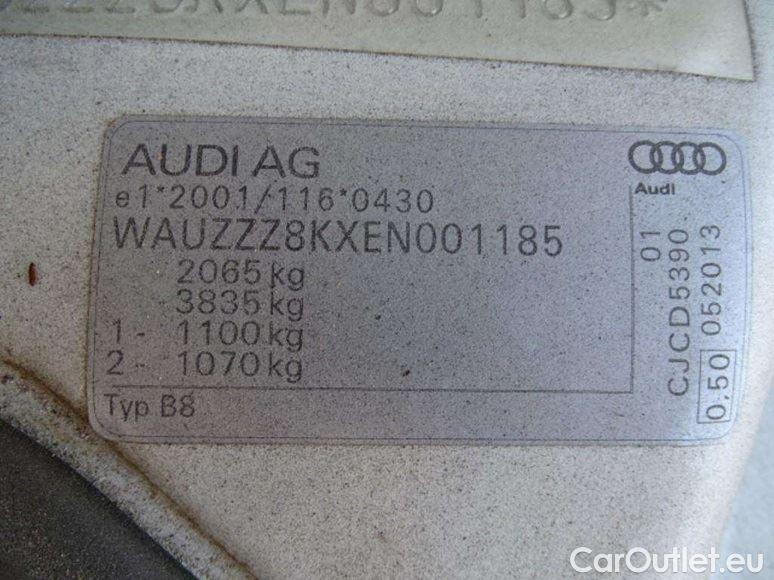 AUDI AG
e1*2001/116*0430
WAUZZZ8KXEN001185
2065 kg
3835 kg
1- 1100 kg
2- 1070 kg
Typ B8
Audi
01
CJCD5390
0,50 052013
CarOutlet.eu